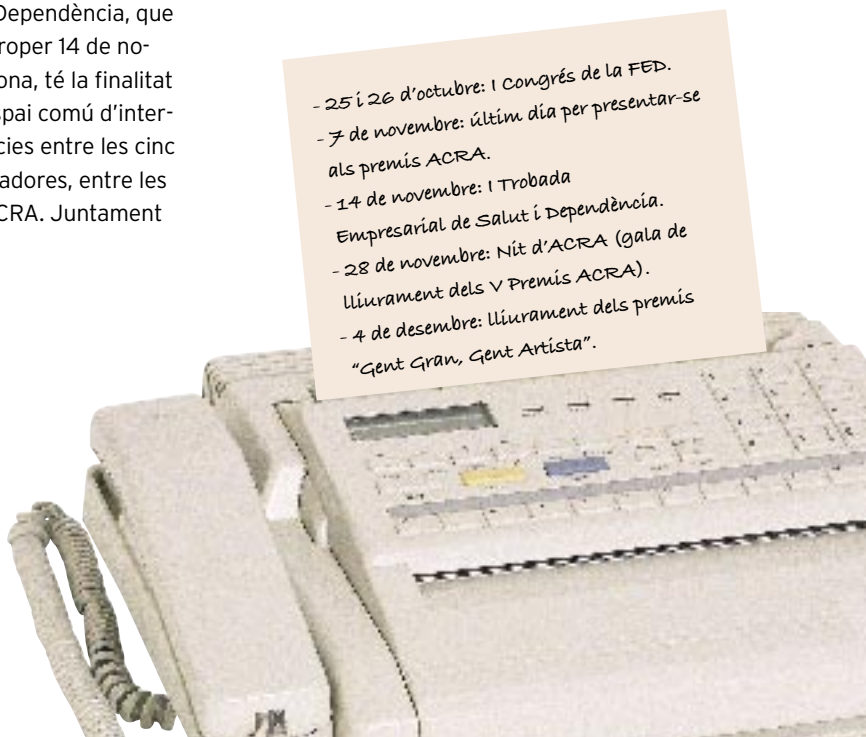 Dependència, que
roper 14 de no-
ona, té la finalitat
spai comú d'inter-
cies entre les cinc
adores, entre les
CRA. Juntament
- 25 i 26 d'octubre: I Congrés de la FED.
- 7 de novembre: últim dia per presentar-se
als premis ACRA.
- 14 de novembre: I Trobada
Empresarial de Salut i Dependència.
- 28 de novembre: Nit d'ACRA (gala de
lliurament dels V Premis ACRA).
- 4 de desembre: lliurament dels premis
"Gent Gran, Gent Artista".